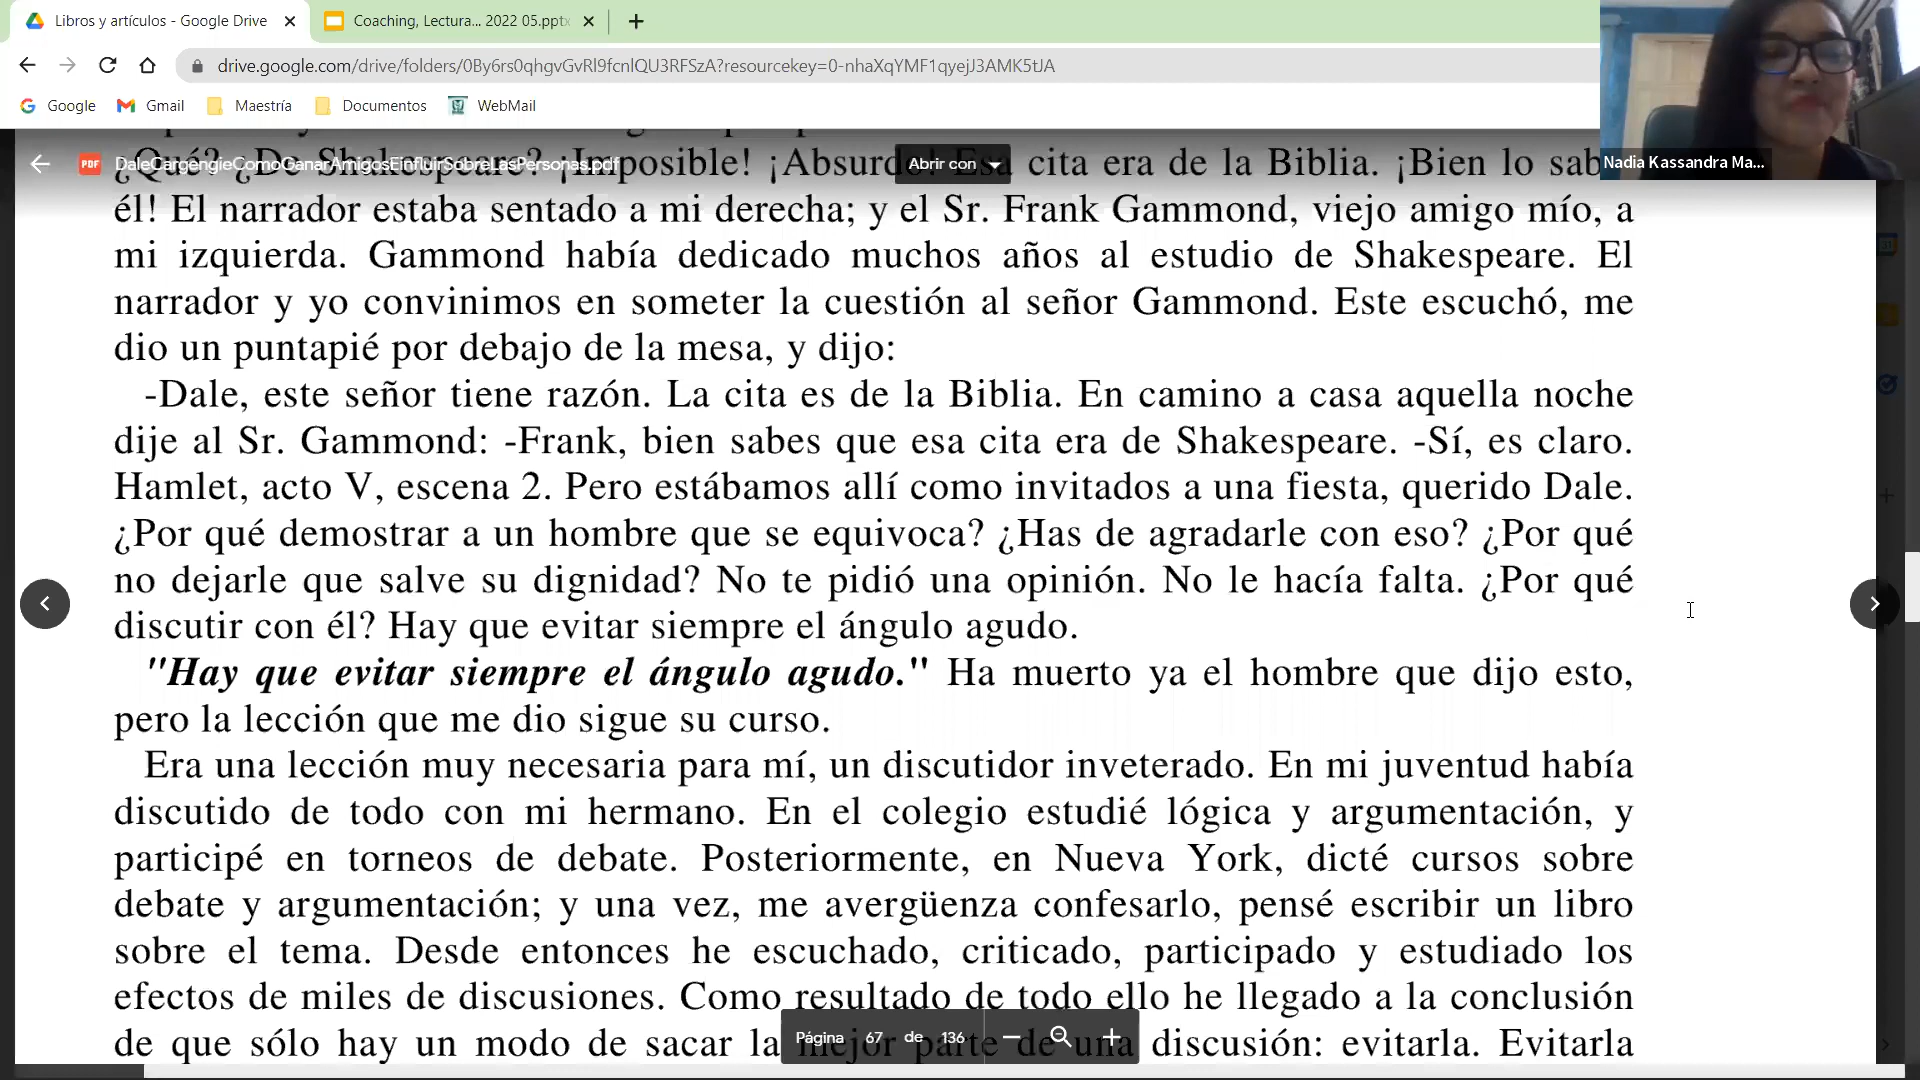 Libros y artículos - Google Drive
Coaching, Lectura... 2022 05.pptx
drive.google.com/drive/folders/0By6rs0qhgvGvRl9fcnlQU3RFSzA?resourcekey=0-nhaXqYMF1qyejJ3AMK5tJA
Google Gmail Maestría Documentos WebMail
Nadia Kassandra Ma...
PDF DaleCargengieComoGanarAmigosEinfluirSobreLasPersonas.pdf
Abrir con
¿Qué? ¿De Shakespeare? ¡Imposible! ¡Absurdo! Esa cita era de la Biblia. ¡Bien lo
él! El narrador estaba sentado a mi derecha; y el Sr. Frank Gammond, viejo amigo mío, a
mi izquierda. Gammond había dedicado muchos años al estudio de Shakespeare. El
narrador y yo convinimos en someter la cuestión al señor Gammond. Este escuchó, me
dio un puntapié por debajo de la mesa, y dijo:
-Dale, este señor tiene razón. La cita es de la Biblia. En camino a casa aquella noche
dije al Sr. Gammond: -Frank, bien sabes que esa cita era de Shakespeare. -Sí, es claro.
Hamlet, acto V, escena 2. Pero estábamos allí como invitados a una fiesta, querido Dale.
¿Por qué demostrar a un hombre que se equivoca? ¿Has de agradarle con eso? ¿Por qué
no dejarle que salve su dignidad? No te pidió una opinión. No le hacía falta. ¿Por qué
discutir con él? Hay que evitar siempre el ángulo agudo.
"Hay que evitar siempre el ángulo agudo." Ha muerto ya el hombre que dijo esto,
pero la lección que me dio sigue su curso.
Era una lección muy necesaria para mí, un discutidor inveterado. En mi juventud había
discutido de todo con mi hermano. En el colegio estudié lógica y argumentación, y
participé en torneos de debate. Posteriormente, en Nueva York, dicté cursos sobre
debate y argumentación; y una vez, me avergüenza confesarlo, pensé escribir un libro
sobre el tema. Desde entonces he escuchado, criticado, participado y estudiado los
efectos de miles de discusiones. Como resultado de todo ello he llegado a la conclusión
de que sólo hay un modo de sacar la mejor parte de una discusión: evitarla. Evitarla
Página 67 de 136